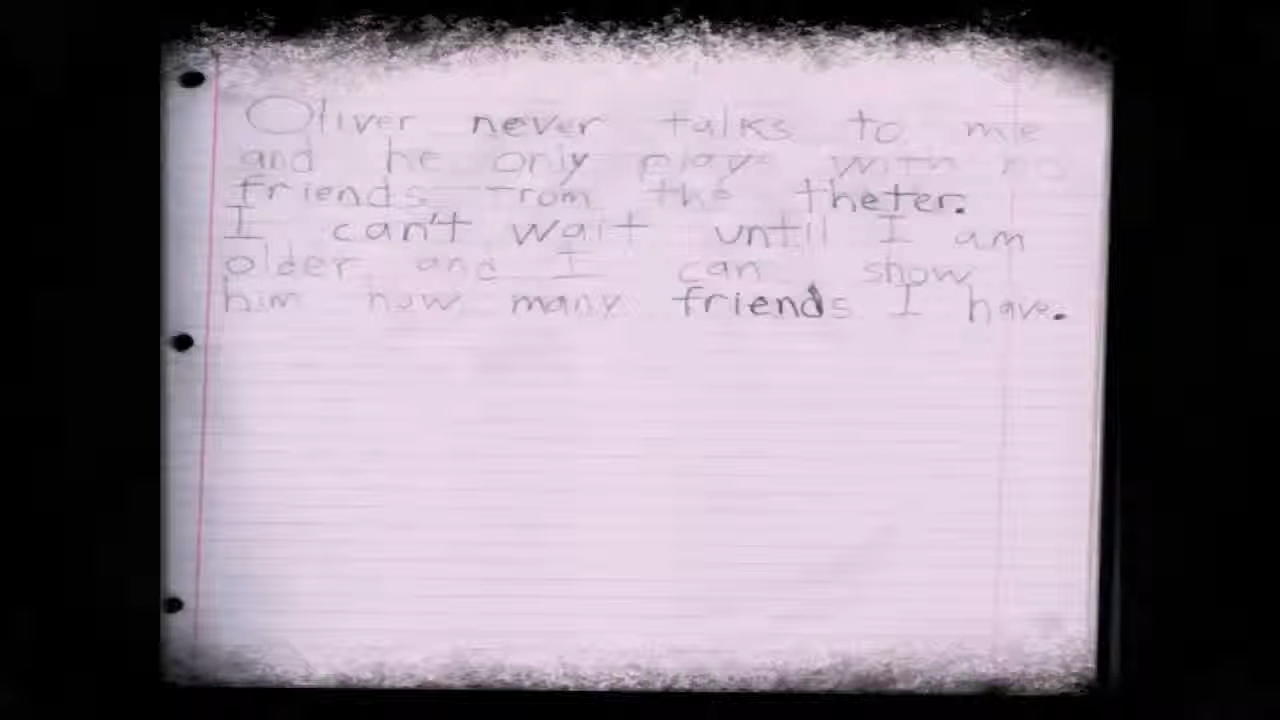 Oliver never talks to me
and he only plays with
friends from the theter.
I can't wait until I am
older and I can show
him how many friends I have.